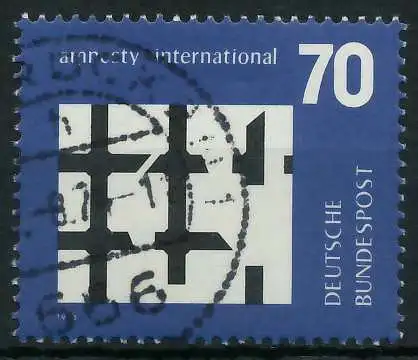 amnesty international
70
DEUTSCHE
BUNDESPOST